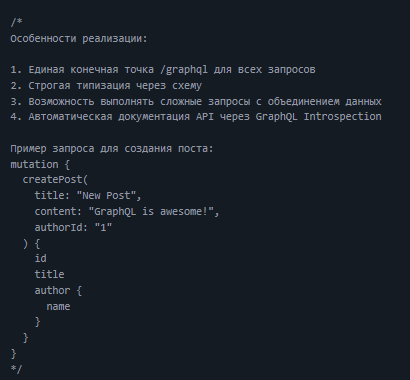 /*
Особенности реализации:

1. Единая конечная точка /graphql для всех запросов
2. Строгая типизация через схему
3. Возможность выполнять сложные запросы с объединением данных
4. Автоматическая документация API через GraphQL Introspection

Пример запроса для создания поста:
mutation {
  createPost(
    title: "New Post",
    content: "GraphQL is awesome!",
    authorId: "1"
  ) {
    id
    title
    author {
      name
    }
  }
}
*/